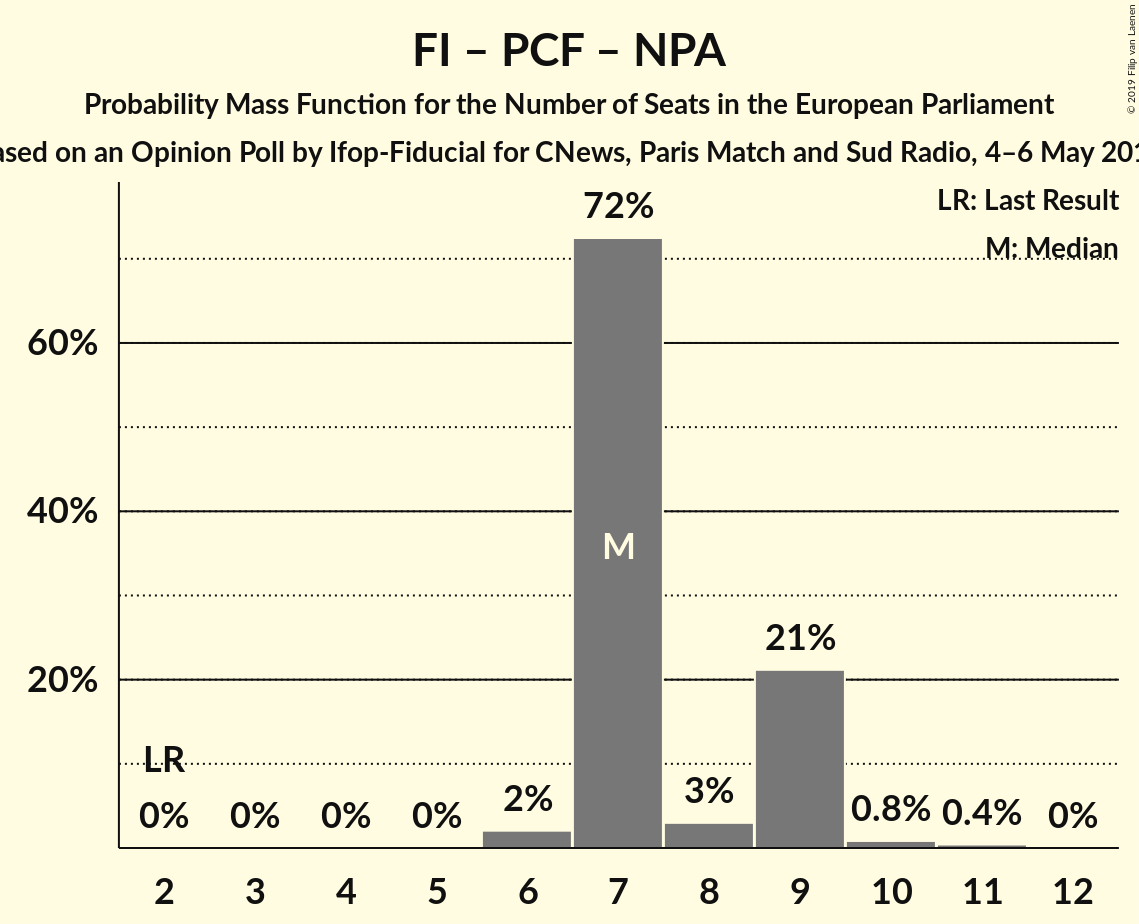 FI – PCF – NPA
Probability Mass Function for the Number of Seats in the European Parliament
ased on an Opinion Poll by Ifop-Fiducial for CNews, Paris Match and Sud Radio, 4–6 May 201
© 2019 Filip van Laenen
LR: Last Result
M: Median
72%
60%
40%
M
21%
20%
LR
0% 0% 0% 0% 2% 3% 0.8% 0.4% 0%
2 3 4 5 6 7 8 9 10 11 12